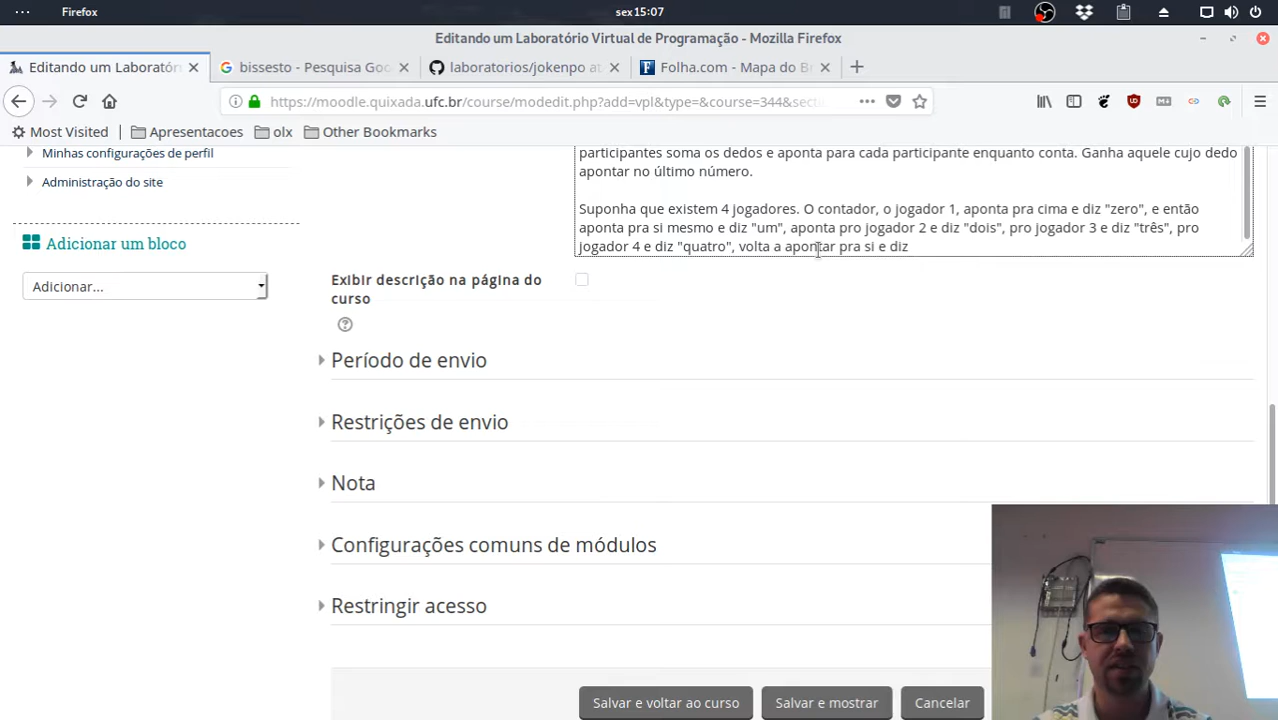 Firefox
sex 15:07
Editando um Laboratório Virtual de Programação - Mozilla Firefox
Editando um Laboratóri
bissesto - Pesquisa Goo
laboratorios/jokenpo at
Folha.com - Mapa do Br
https://moodle.quixada.ufc.br/course/modedit.php?add=vpl&type=&course=344&secti
Most Visited
Apresentacoes
olx
Other Bookmarks
Minhas configurações de perfil
Administração do site
Adicionar um bloco
Adicionar...
participantes soma os dedos e aponta para cada participante enquanto conta. Ganha aquele cujo dedo
apontar no último número.
Suponha que existem 4 jogadores. O contador, o jogador 1, aponta pra cima e diz "zero", e então
aponta pra si mesmo e diz "um", aponta pro jogador 2 e diz "dois", pro jogador 3 e diz "três", pro
jogador 4 e diz "quatro", volta a apontar pra si e diz
Exibir descrição na página do
curso
Período de envio
Restrições de envio
Nota
Configurações comuns de módulos
Restringir acesso
Salvar e voltar ao curso
Salvar e mostrar
Cancelar